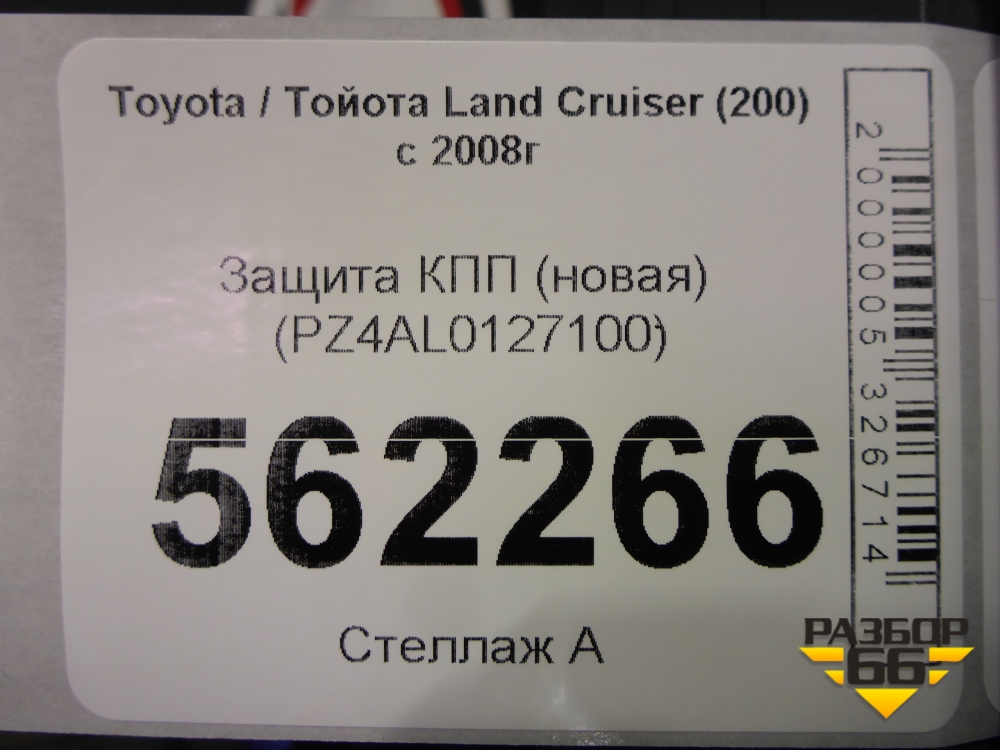 Toyota / Тойота Land Cruiser (200)
с 2008г
Защита КПП (новая)
(PZ4AL0127100)
562266
Стеллаж А
2000005326714
РАЗБОР
66